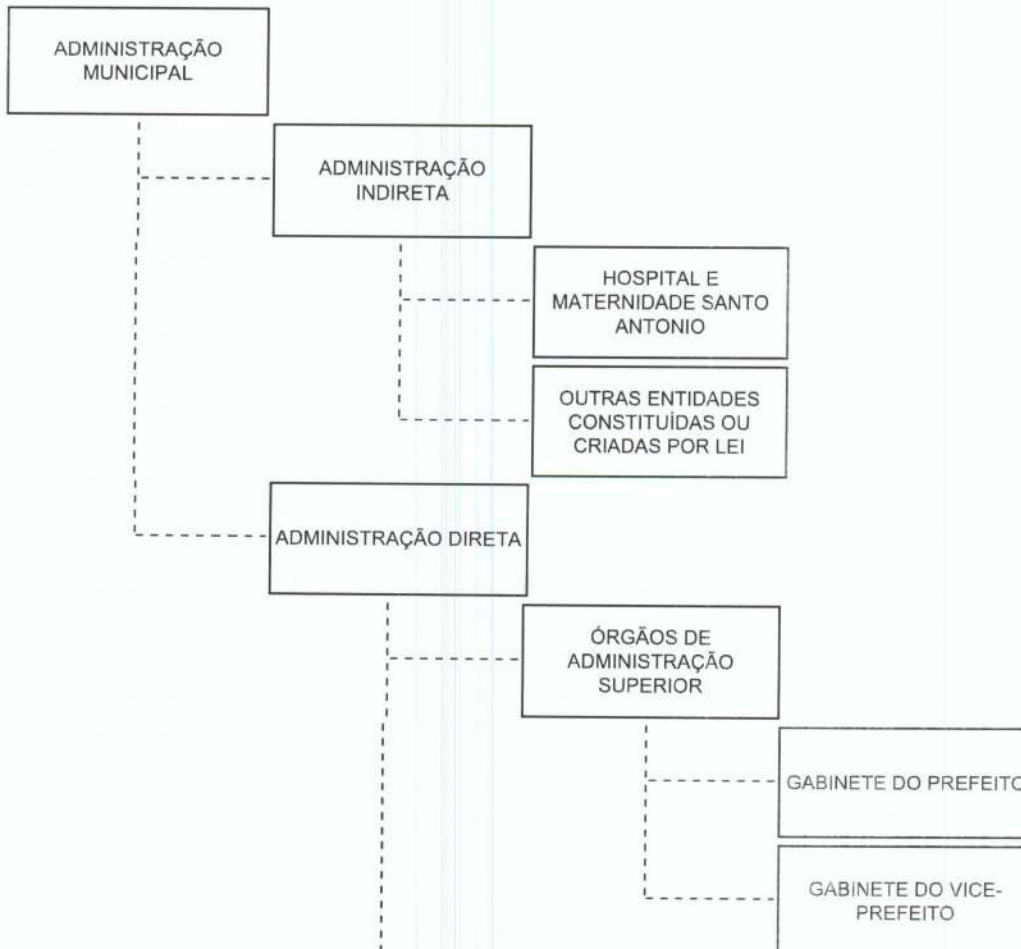 ADMINISTRAÇÃO
MUNICIPAL
ADMINISTRAÇÃO
INDIRETA
HOSPITAL E
MATERNIDADE SANTO
ANTONIO
OUTRAS ENTIDADES
CONSTITUÍDAS OU
CRIADAS POR LEI
ADMINISTRAÇÃO DIRETA
ÓRGÃOS DE
ADMINISTRAÇÃO
SUPERIOR
GABINETE DO PREFEITO
GABINETE DO VICE-
PREFEITO